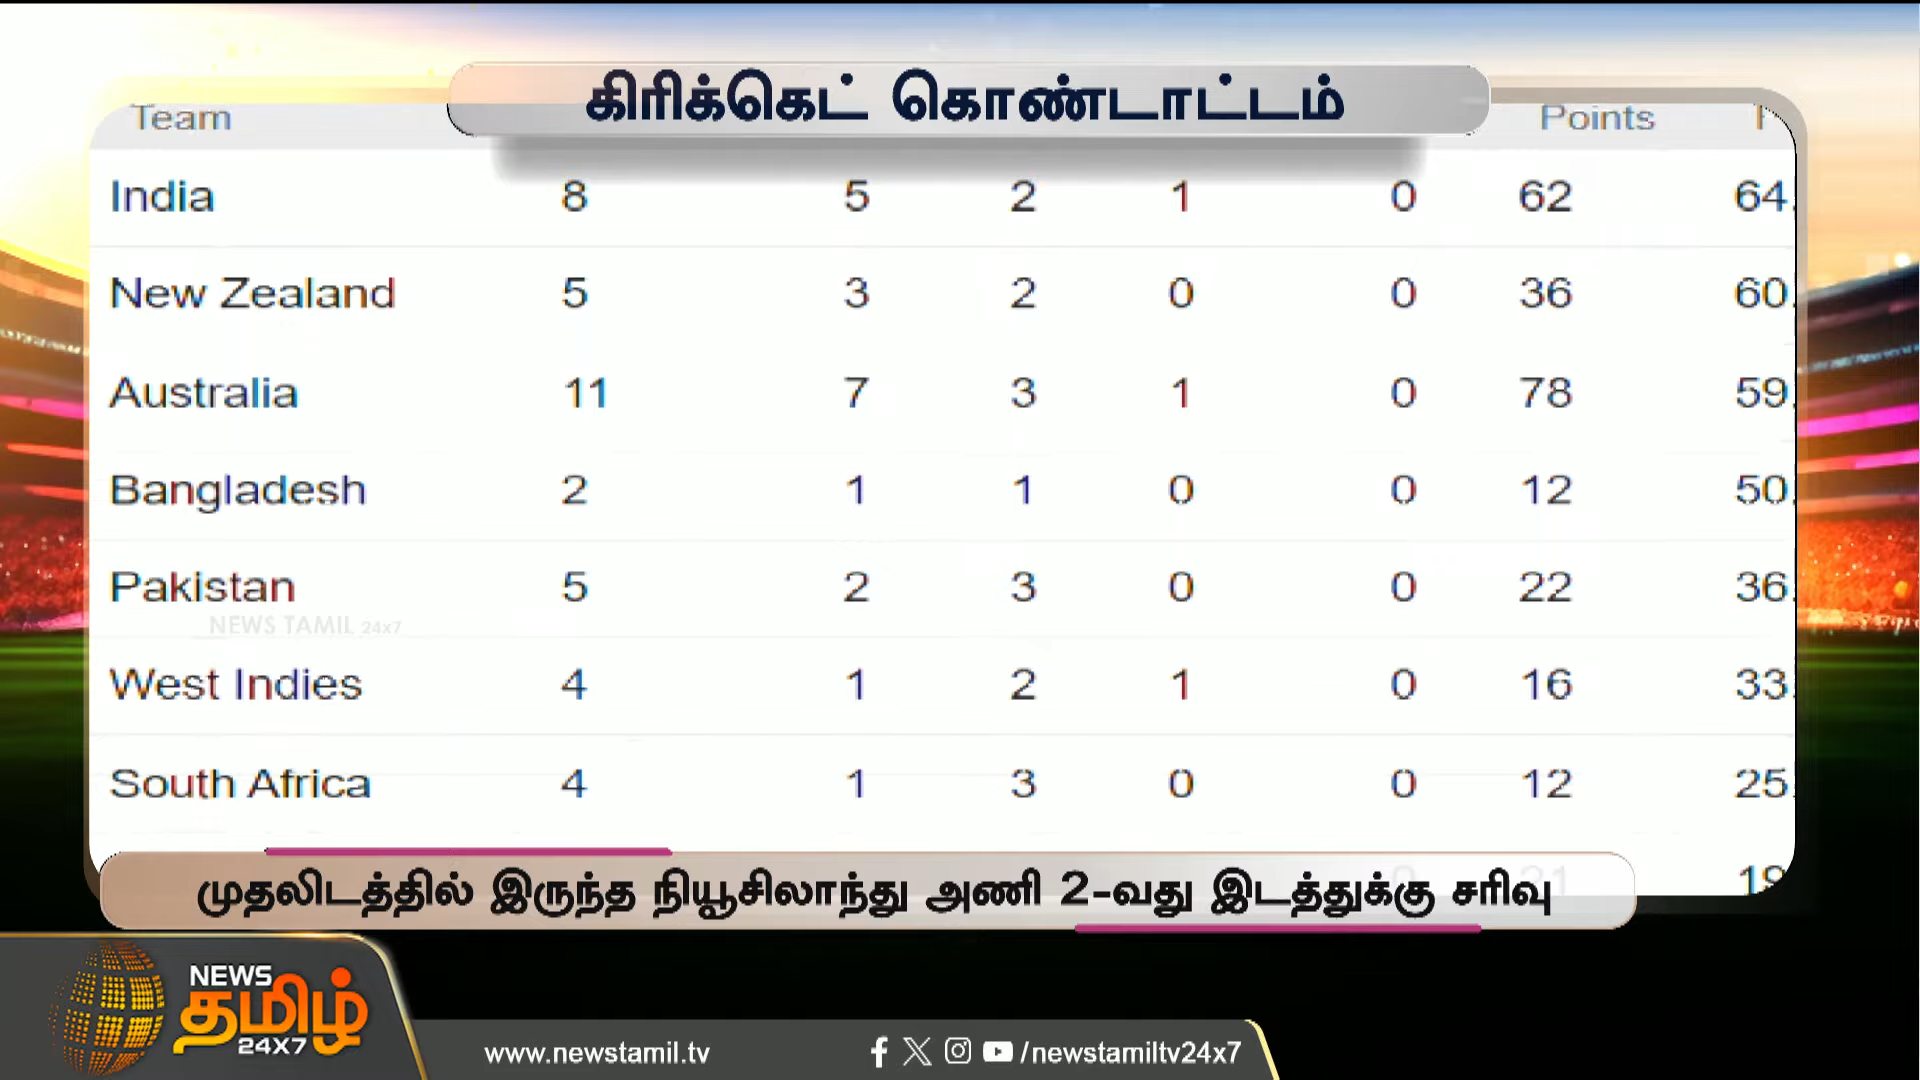 கிரிக்கெட் கொண்டாட்டம்
Team Points
India 8 5 2 1 0 62 64.
New Zealand 5 3 2 0 0 36 60.
Australia 11 7 3 1 0 78 59.
Bangladesh 2 1 1 0 0 12 50.
Pakistan 5 2 3 0 0 22 36.
NEWS TAMIL 24x7
West Indies 4 1 2 1 0 16 33.
South Africa 4 1 3 0 0 12 25.
முதலிடத்தில் இருந்த நியூசிலாந்து அணி 2-வது இடத்துக்கு சரிவு
NEWS
தமிழ்
24X7
www.newstamil.tv /newstamiltv24x7